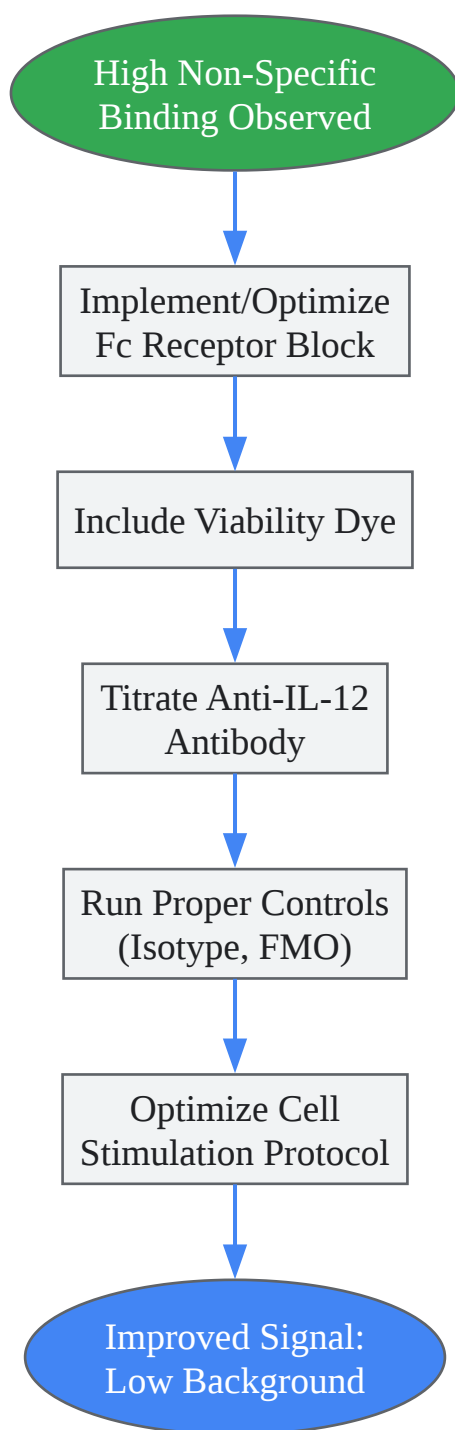 High Non-Specific
Binding Observed
Implement/Optimize
Fc Receptor Block
Include Viability Dye
Titrate Anti-IL-12
Antibody
Run Proper Controls
(Isotype, FMO)
Optimize Cell
Stimulation Protocol
Improved Signal:
Low Background